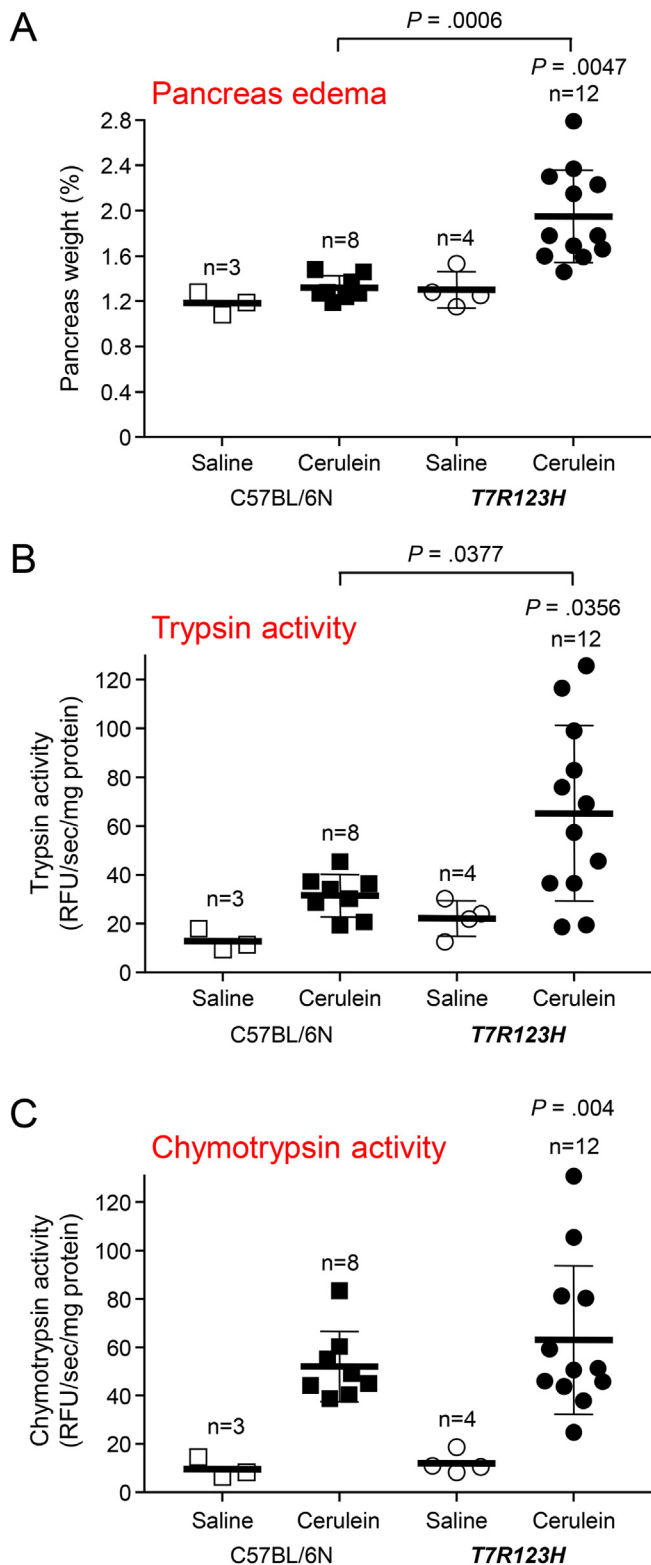 A
P = .0006
P = .0047
Pancreas edema
n=12
Pancreas weight (%)
2.8
2.4
2.0
1.6
1.2
0.8
0.4
0
n=3
n=8
n=4
Saline Cerulein Saline Cerulein
C57BL/6N T7R123H
B
P = .0377
P = .0356
Trypsin activity
n=12
Trypsin activity
(RFU/sec/mg protein)
120
100
80
60
40
20
0
n=3
n=8
n=4
Saline Cerulein Saline Cerulein
C57BL/6N T7R123H
C
P = .004
Chymotrypsin activity
n=12
Chymotrypsin activity
(RFU/sec/mg protein)
120
100
80
60
40
20
0
n=3
n=8
n=4
Saline Cerulein Saline Cerulein
C57BL/6N T7R123H